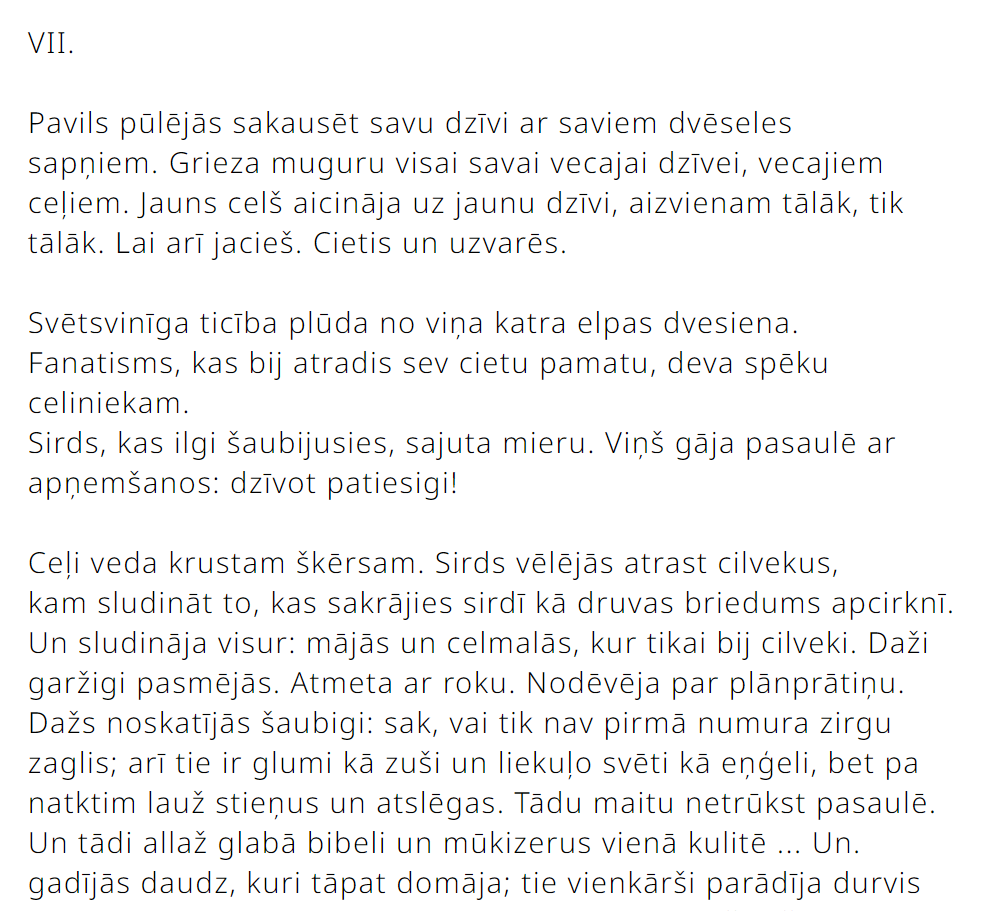 VII.
Pavils pūlējās sakausēt savu dzīvi ar saviem dvēseles
sapņiem. Grieza muguru visai savai vecajai dzīvei, vecajiem
ceļiem. Jauns celš aicināja uz jaunu dzīvi, aizvienam tālāk, tik
tālāk. Lai arī jacieš. Cietis un uzvarēs.
Svētsvinīga ticība plūda no viņa katra elpas dvesiena.
Fanatisms, kas bij atradis sev cietu pamatu, deva spēku
celiniekam.
Sirds, kas ilgi šaubijusies, sajuta mieru. Viņš gāja pasaulē ar
apņemšanos: dzīvot patiesigi!
Ceļi veda krustam škērsam. Sirds vēlējās atrast cilvekus,
kam sludināt to, kas sakrājies sirdī kā druvas briedums apcirknī.
Un sludināja visur: mājās un celmalās, kur tikai bij cilveki. Daži
garžigi pasmējās. Atmeta ar roku. Nodēvēja par plānprātiņu.
Dažs noskatījās šaubigi: sak, vai tik nav pirmā numura zirgu
zaglis; arī tie ir glumi kā zuši un liekuļo svēti kā eņģeli, bet pa
natktim lauž stieņus un atslēgas. Tādu maitu netrūkst pasaulē.
Un tādi allaž glabā bibeli un mūkizerus vienā kulitē ... Un.
gadījās daudz, kuri tāpat domāja; tie vienkārši parādīja durvis